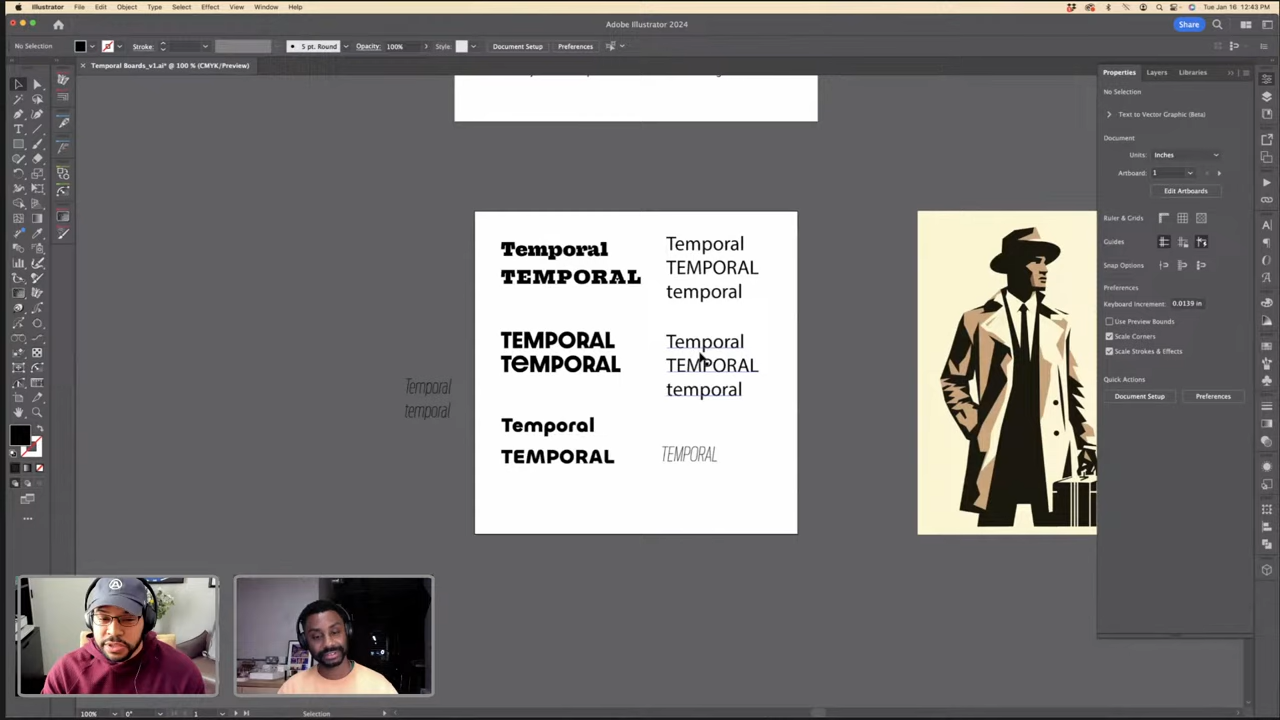 Illustrator File Edit Object Type Select Effect View Window Help
Tue Jan 16 12:43 PM
Adobe Illustrator 2024
Share
No Selection
Stroke:
5 pt. Round
Opacity: 100%
Style:
Document Setup
Preferences
× Temporal Boards_v1.ai* @ 100 % (CMYK/Preview)
Temporal
TEMPORAL
TEMPORAL
TeMPORAL
Temporal
TEMPORAL
Temporal
TEMPORAL
temporal
Temporal
TEMPORAL
temporal
TEMPORAL
Temporal
temporal
Properties Layers Libraries
No Selection
Text to Vector Graphic (Beta)
Document
Units: Inches
Artboard: 1
Edit Artboards
Ruler & Grids
Guides
Snap Options
Preferences
Keyboard Increment: 0.0139 in
Use Preview Bounds
Scale Corners
Scale Strokes & Effects
Quick Actions
Document Setup
Preferences
100%
0°
1
Selection